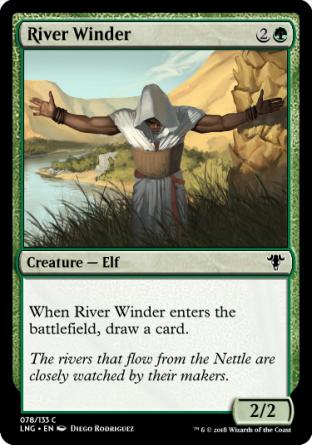 River Winder 2
Creature — Elf
When River Winder enters the
battlefield, draw a card.
The rivers that flow from the Nettle are
closely watched by their makers.
2/2
078/133 C
LNG • EN DIEGO RODRIGUEZ
™ & © 2018 Wizards of the Coast